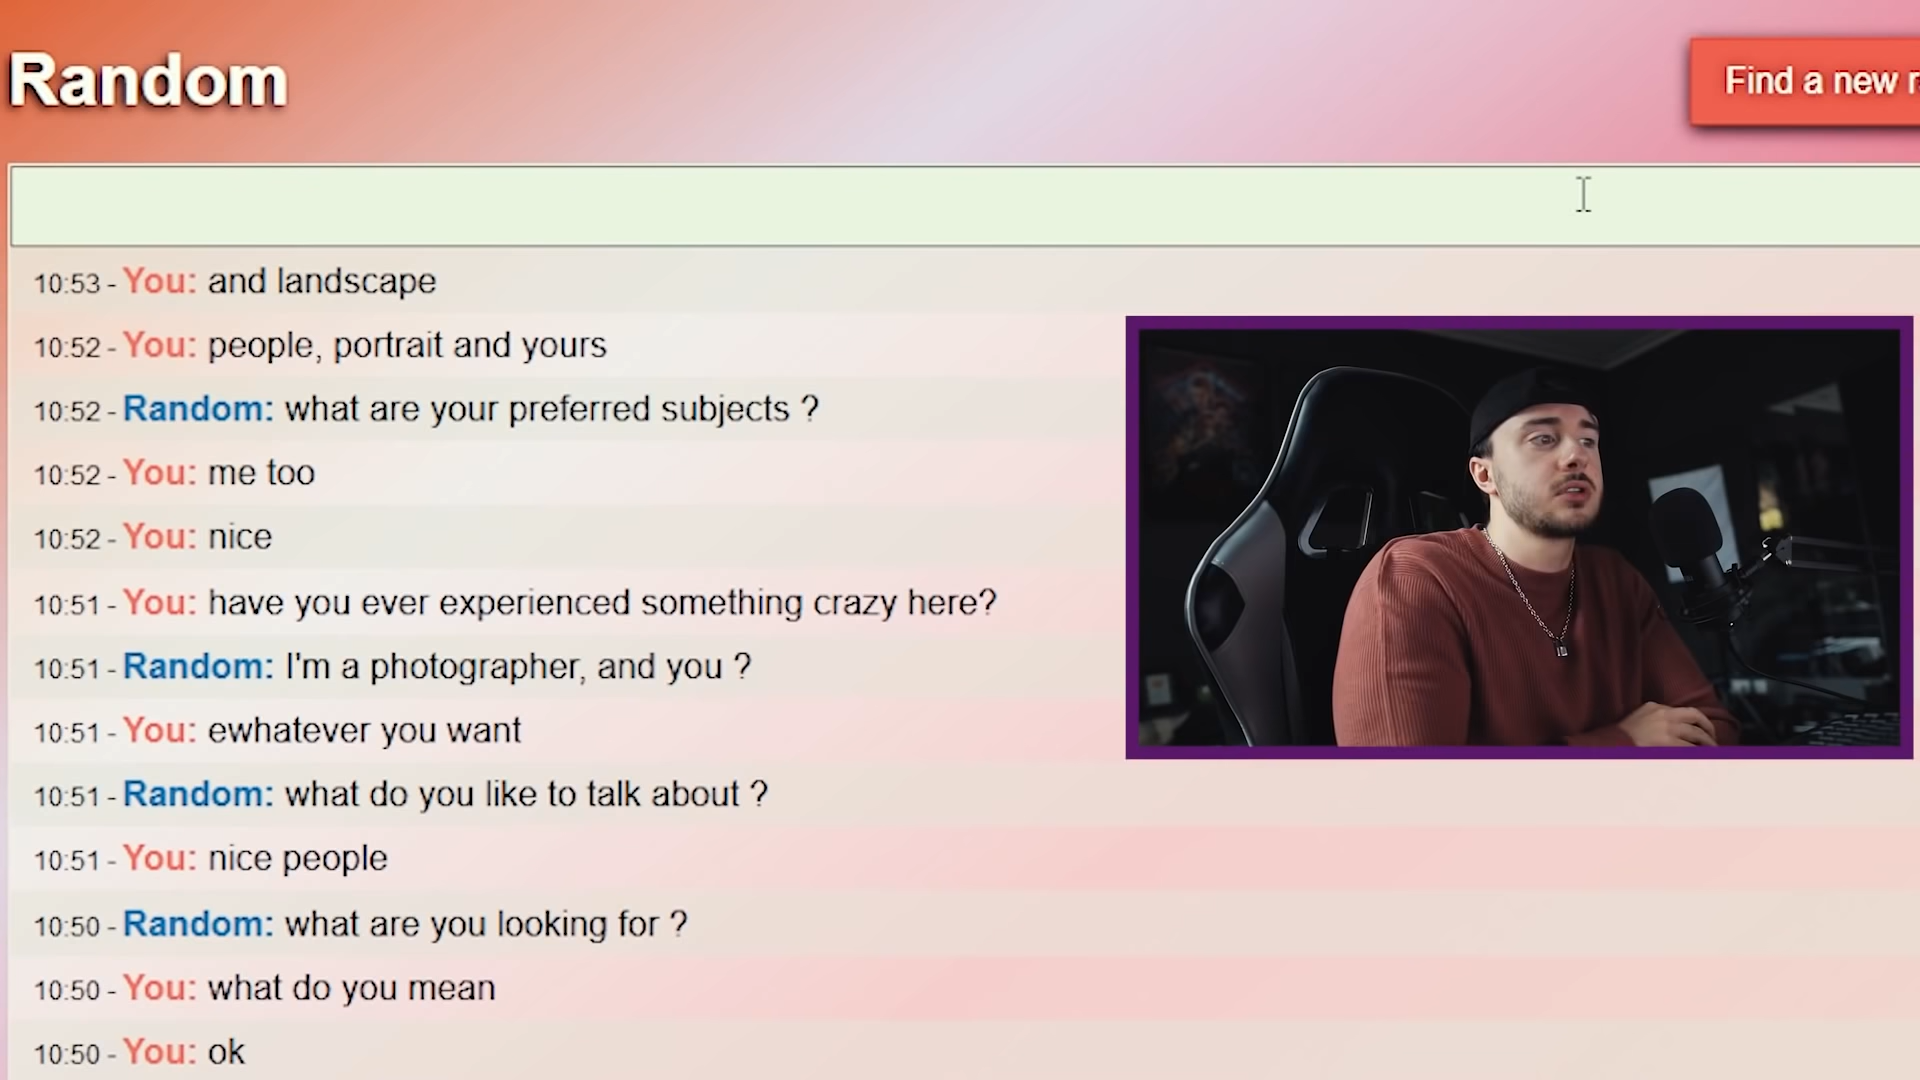 Random
Find a new
10:53 - You: and landscape
10:52 - You: people, portrait and yours
10:52 - Random: what are your preferred subjects ?
10:52 - You: me too
10:52 - You: nice
10:51 - You: have you ever experienced something crazy here?
10:51 - Random: I'm a photographer, and you ?
10:51 - You: ewhatever you want
10:51 - Random: what do you like to talk about ?
10:51 - You: nice people
10:50 - Random: what are you looking for ?
10:50 - You: what do you mean
10:50 - You: ok